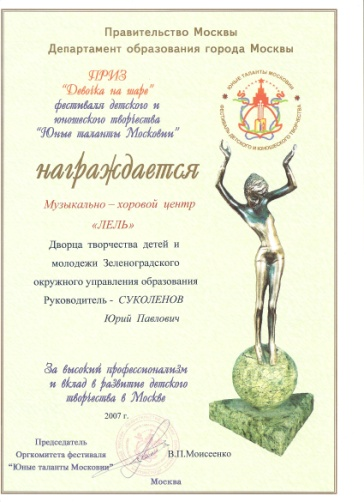 Правительство Москвы
Департамент образования города Москвы
ПРИЗ
"Девочка на шаре"
фестиваля детского и
юношеского творчества
"Юные таланты Московии"
ЮНЫЕ ТАЛАНТЫ МОСКОВИИ
ФЕСТИВАЛЬ ДЕТСКОГО И ЮНОШЕСКОГО ТВОРЧЕСТВА
награждается
Музыкально – хоровой центр
«ЛЕЛЬ»
Дворца творчества детей и
молодежи Зеленоградского
окружного управления образования
Руководитель - СУКОЛЕНОВ
Юрий Павлович
За высокий профессионализм
и вклад в развитие детского
творчества в Москве
2007 г.
Председатель
Оргкомитета фестиваля
"Юные таланты Московии"
В.П.Моисеенко
Москва